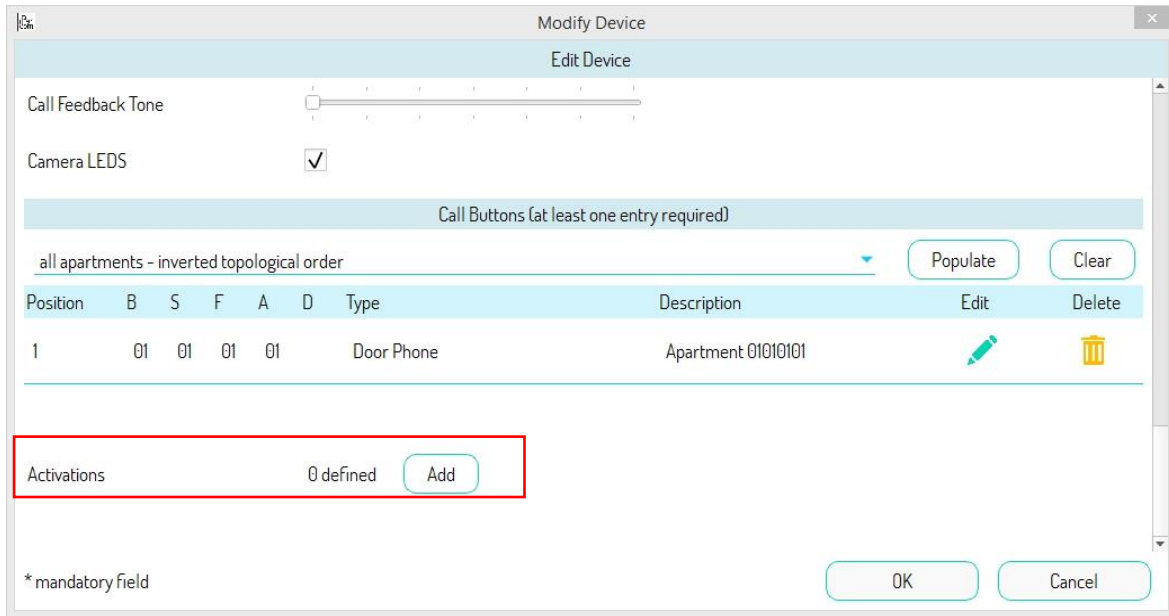 Modify Device
Edit Device
Call Feedback Tone
Camera LEDS
Call Buttons (at least one entry required)
all apartments - inverted topological order Populate Clear
Position B S F A D Type Description Edit Delete
1 01 01 01 01 Door Phone Apartment 01010101
Activations 0 defined Add
* mandatory field OK Cancel